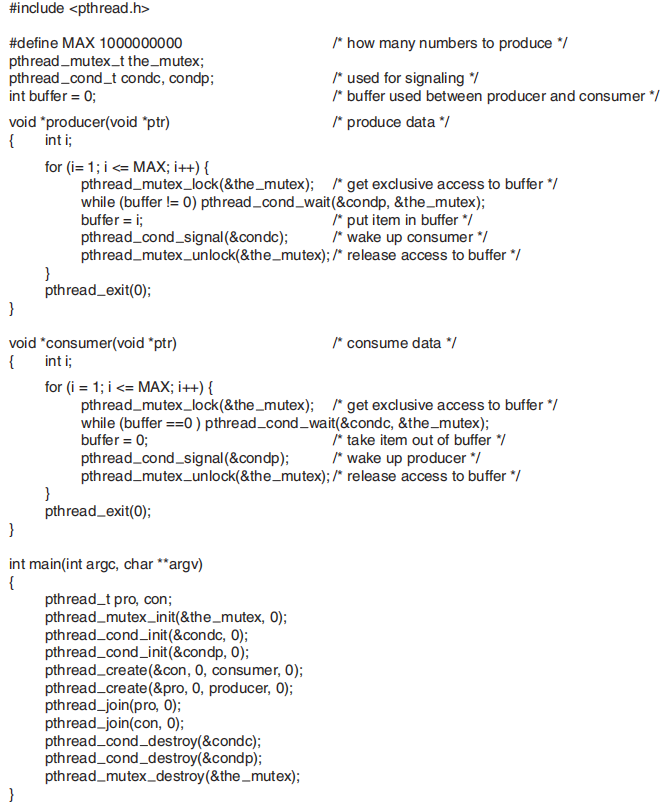 #include <pthread.h>
#define MAX 1000000000 /* how many numbers to produce */
pthread_mutex_t the_mutex;
pthread_cond_t condc, condp; /* used for signaling */
int buffer = 0; /* buffer used between producer and consumer */
void *producer(void *ptr) /* produce data */
{ int i;
for (i= 1; i <= MAX; i++) {
pthread_mutex_lock(&the_mutex); /* get exclusive access to buffer */
while (buffer != 0) pthread_cond_wait(&condp, &the_mutex);
buffer = i; /* put item in buffer */
pthread_cond_signal(&condc); /* wake up consumer */
pthread_mutex_unlock(&the_mutex); /* release access to buffer */
}
pthread_exit(0);
}
void *consumer(void *ptr) /* consume data */
{ int i;
for (i = 1; i <= MAX; i++) {
pthread_mutex_lock(&the_mutex); /* get exclusive access to buffer */
while (buffer ==0 ) pthread_cond_wait(&condc, &the_mutex);
buffer = 0; /* take item out of buffer */
pthread_cond_signal(&condp); /* wake up producer */
pthread_mutex_unlock(&the_mutex); /* release access to buffer */
}
pthread_exit(0);
}
int main(int argc, char **argv)
{
pthread_t pro, con;
pthread_mutex_init(&the_mutex, 0);
pthread_cond_init(&condc, 0);
pthread_cond_init(&condp, 0);
pthread_create(&con, 0, consumer, 0);
pthread_create(&pro, 0, producer, 0);
pthread_join(pro, 0);
pthread_join(con, 0);
pthread_cond_destroy(&condc);
pthread_cond_destroy(&condp);
pthread_mutex_destroy(&the_mutex);
}